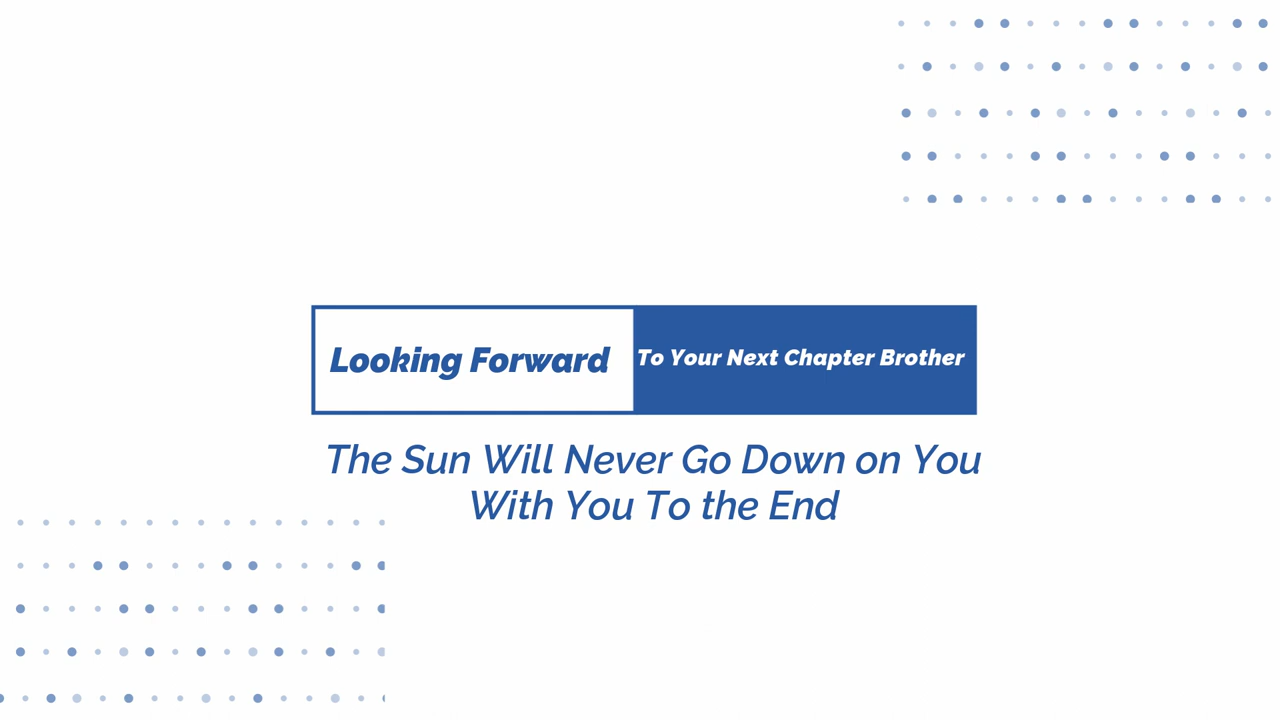 Looking Forward To Your Next Chapter Brother
The Sun Will Never Go Down on You
With You To the End